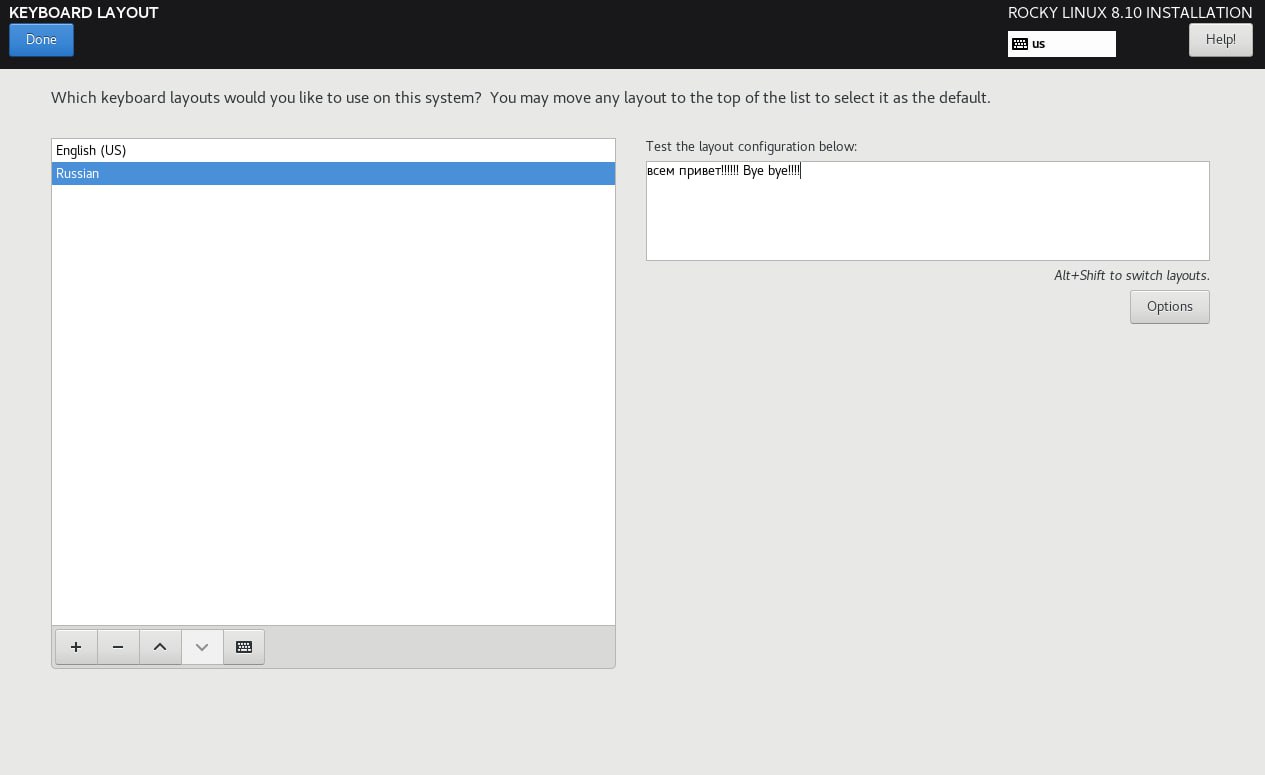 KEYBOARD LAYOUT
ROCKY LINUX 8.10 INSTALLATION
Done
us
Help!
Which keyboard layouts would you like to use on this system?  You may move any layout to the top of the list to select it as the default.
English (US)
Russian
Test the layout configuration below:
всем привет!!!!!! Bye bye!!!!
Alt+Shift to switch layouts.
Options